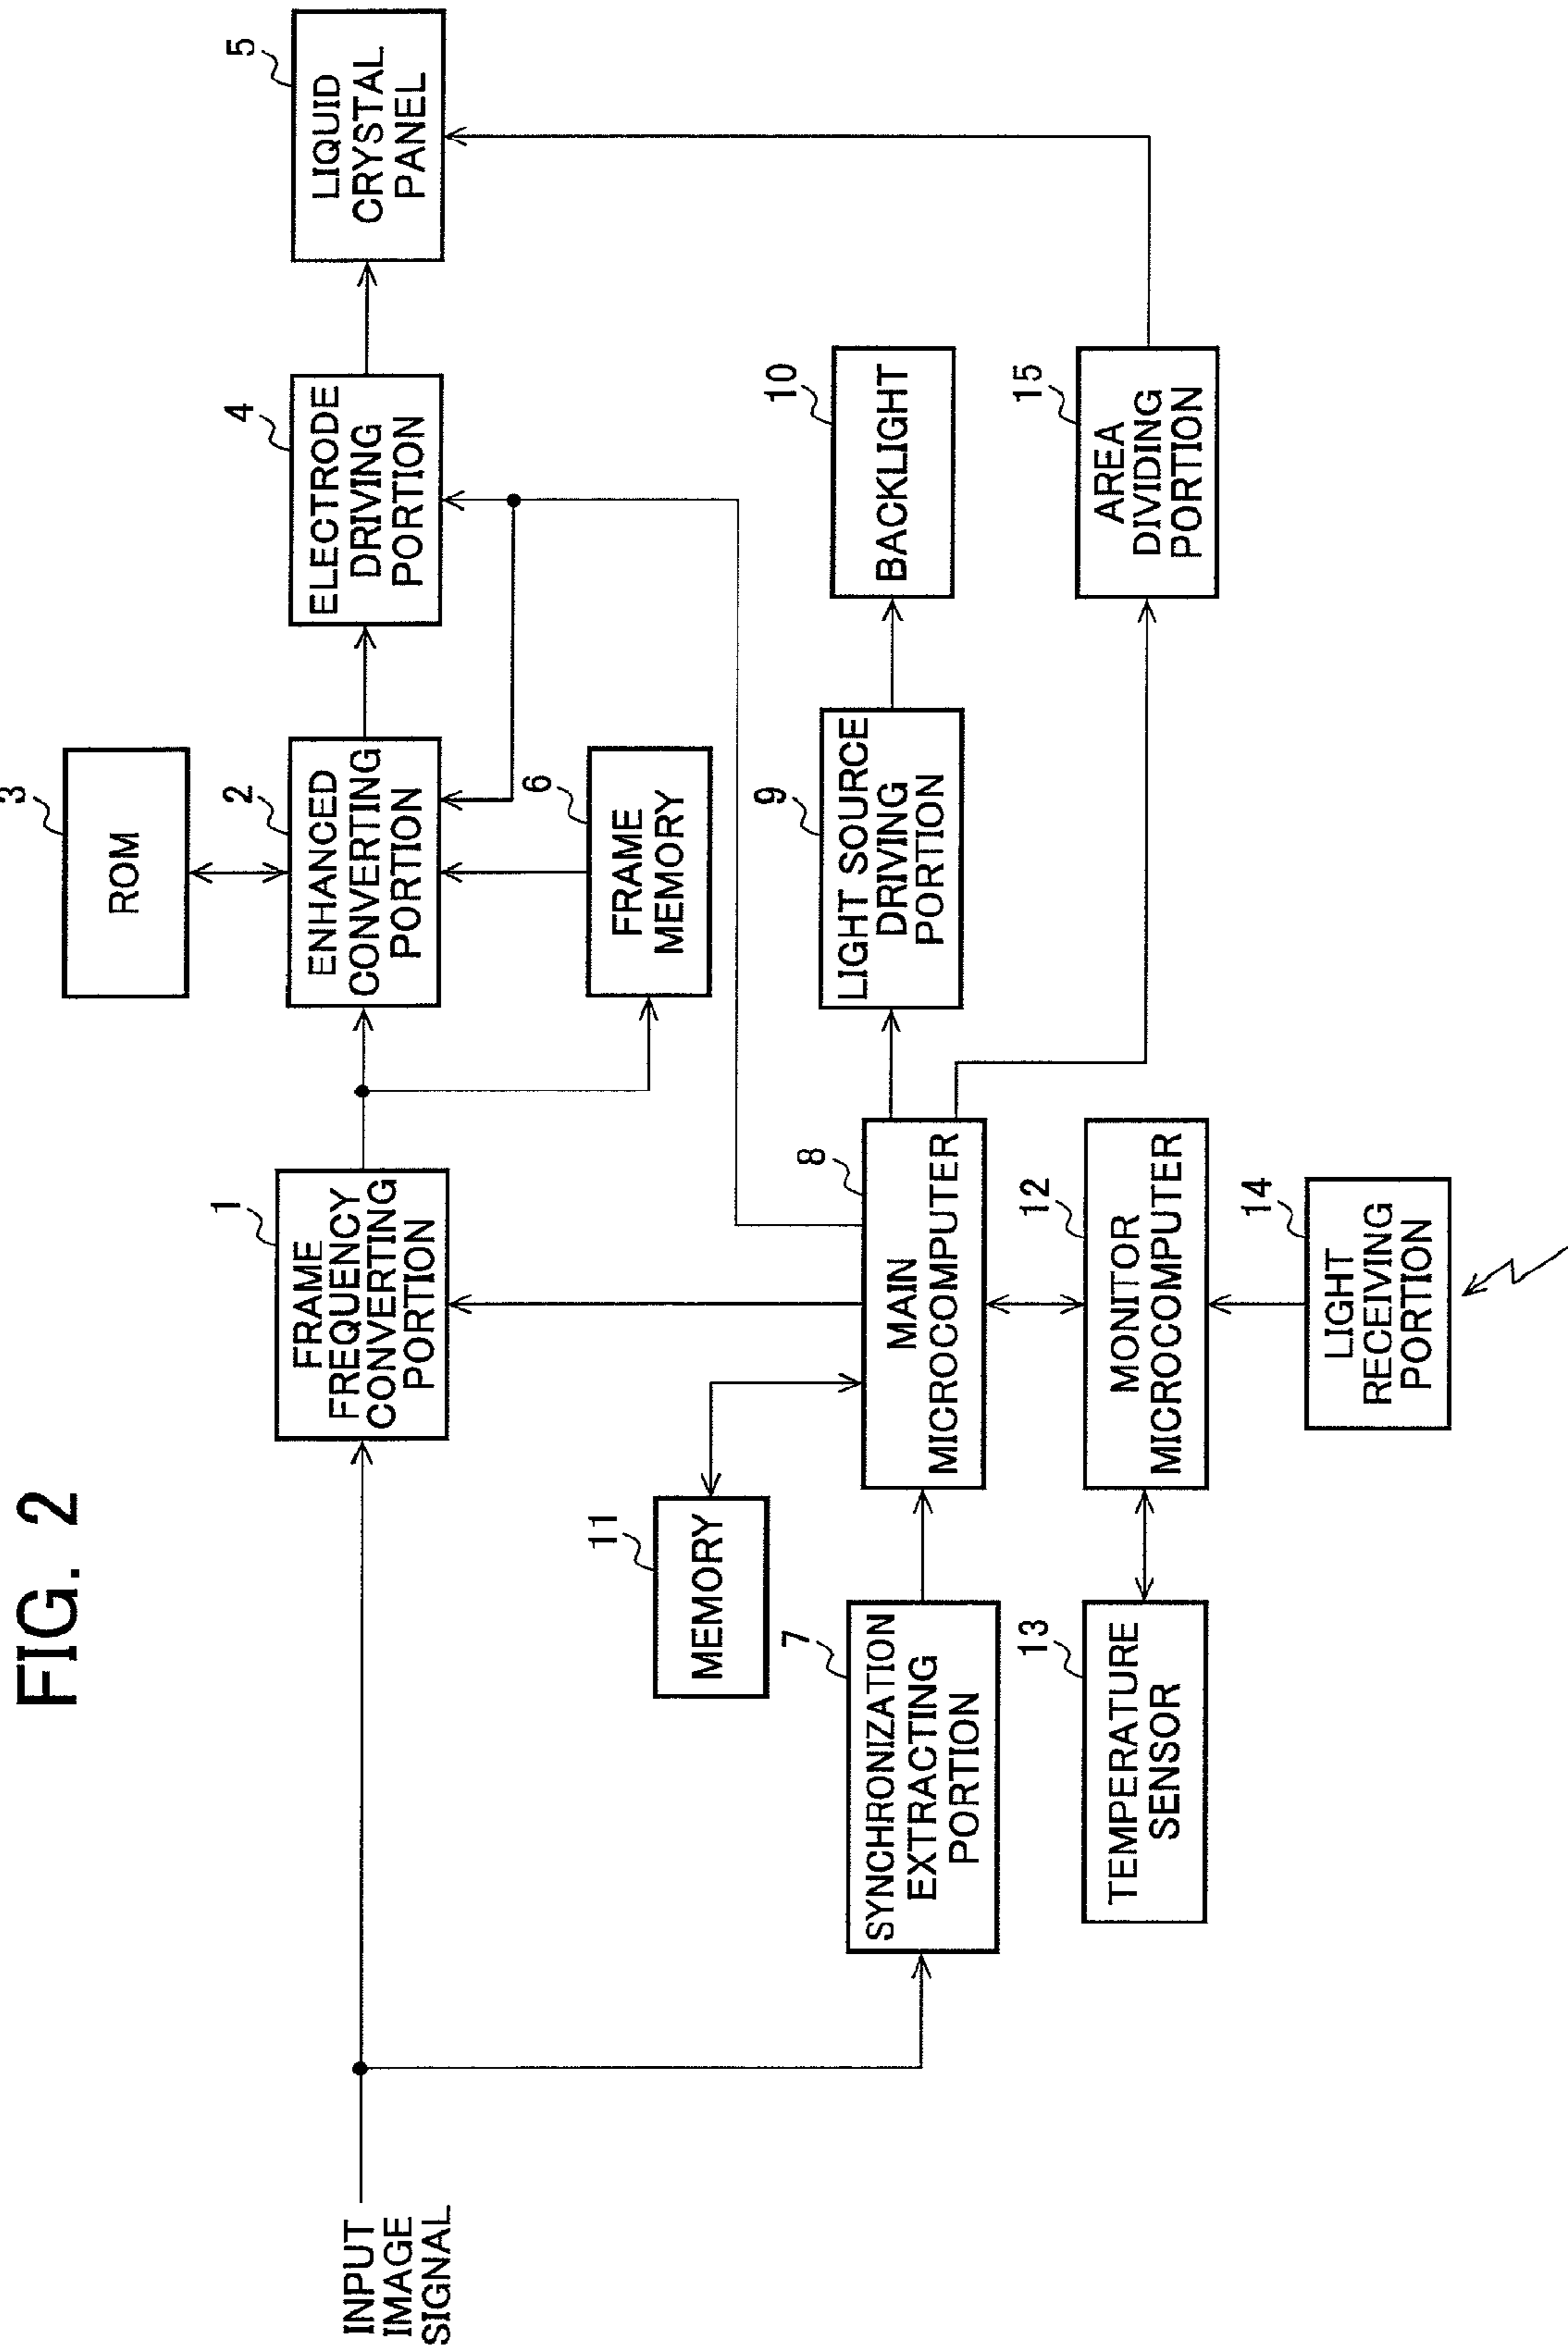 FIG. 2
3
ROM
5
LIQUID
CRYSTAL
PANEL
4
ELECTRODE
DRIVING
PORTION
2
ENHANCED
CONVERTING
PORTION
1
FRAME
FREQUENCY
CONVERTING
PORTION
INPUT
IMAGE
SIGNAL
6
FRAME
MEMORY
11
MEMORY
10
BACKLIGHT
9
LIGHT SOURCE
DRIVING
PORTION
8
MAIN
MICROCOMPUTER
7
SYNCHRONIZATION
EXTRACTING
PORTION
15
AREA
DIVIDING
PORTION
12
MONITOR
MICROCOMPUTER
13
TEMPERATURE
SENSOR
14
LIGHT
RECEIVING
PORTION